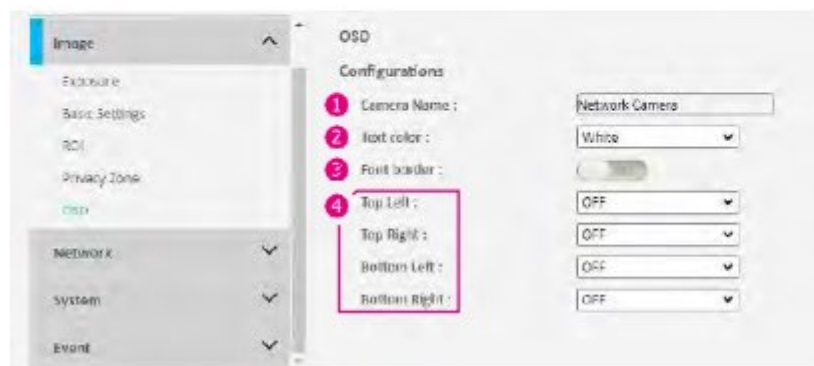 Image
Exposure
Basic Settings
ROI
Privacy Zone
OSD
Network
System
Event
OSD
Configurations
1 Camera Name : Network Camera
2 Text color : White
3 Font border :
4 Top Left : OFF
Top Right : OFF
Bottom Left : OFF
Bottom Right : OFF